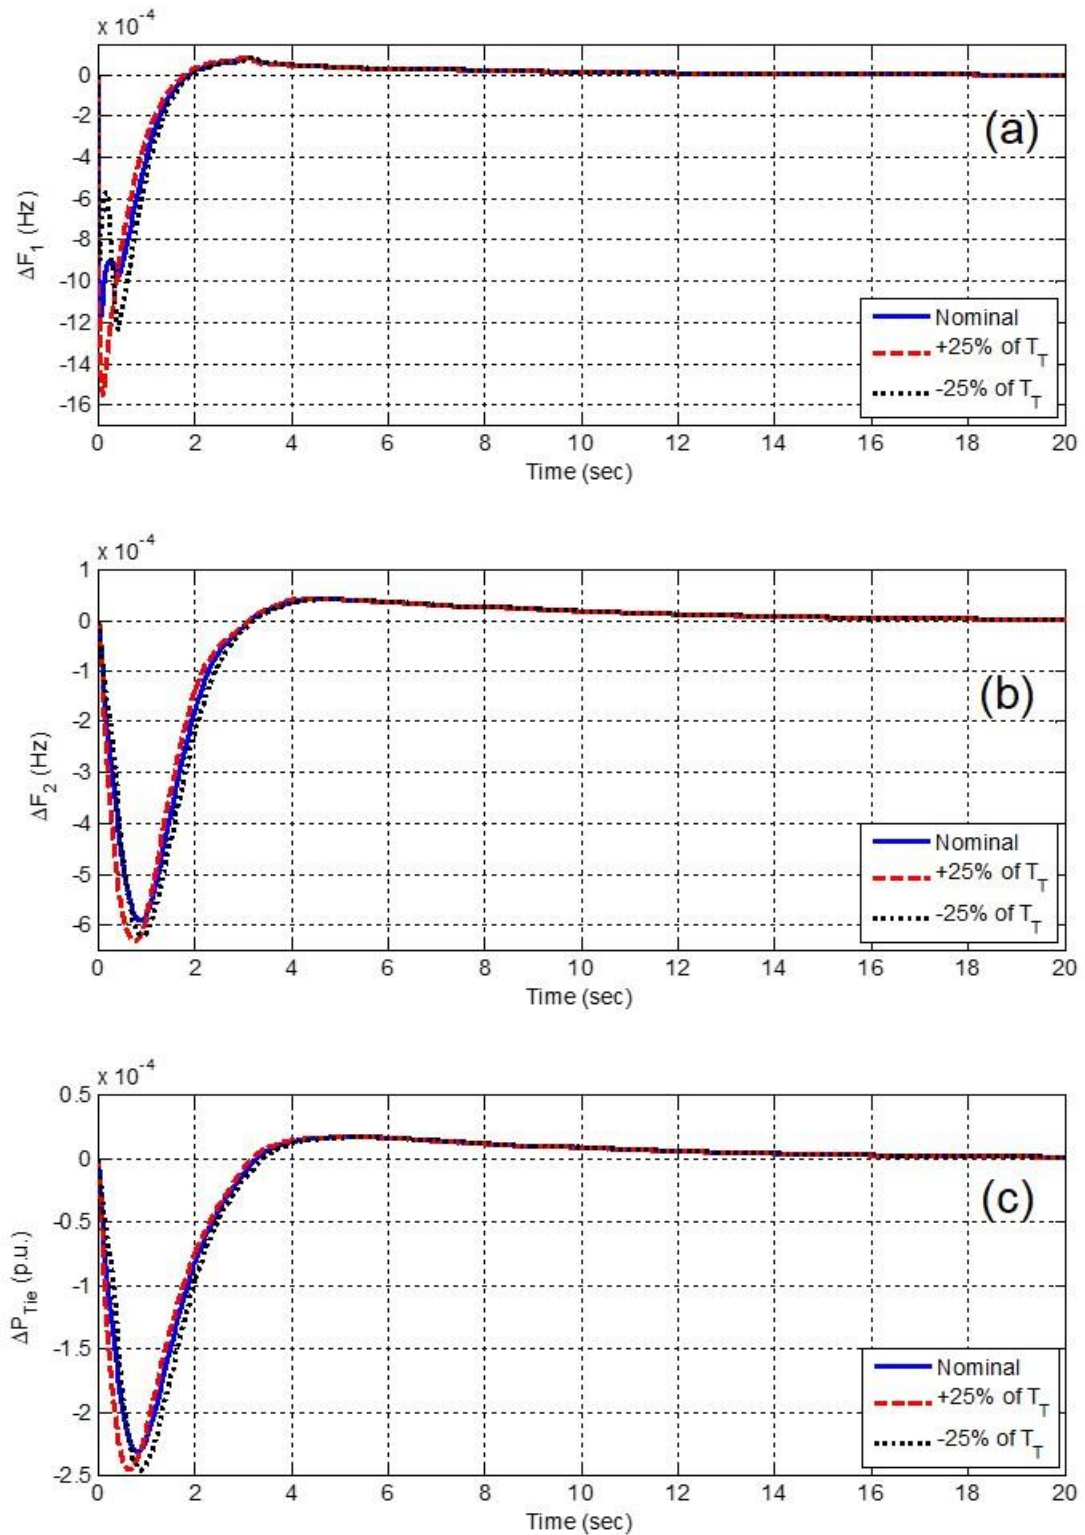 x 10-4
0
-2
-4
-6
-8
-10
-12
-14
-16
ΔF1 (Hz)
(a)
Nominal
+25% of TT
-25% of TT
0 2 4 6 8 10 12 14 16 18 20
Time (sec)
x 10-4
1
0
-1
-2
-6
-4
-5
-6
ΔF2 (Hz)
(b)
Nominal
+25% of TT
-25% of TT
0 2 4 6 8 10 12 14 16 18 20
Time (sec)
x 10-4
0.5
0
-0.5
-1
-1.5
-2
-2.5
ΔPTie (p.u.)
(c)
Nominal
+25% of TT
-25% of TT
0 2 4 6 8 10 12 14 16 18 20
Time (sec)